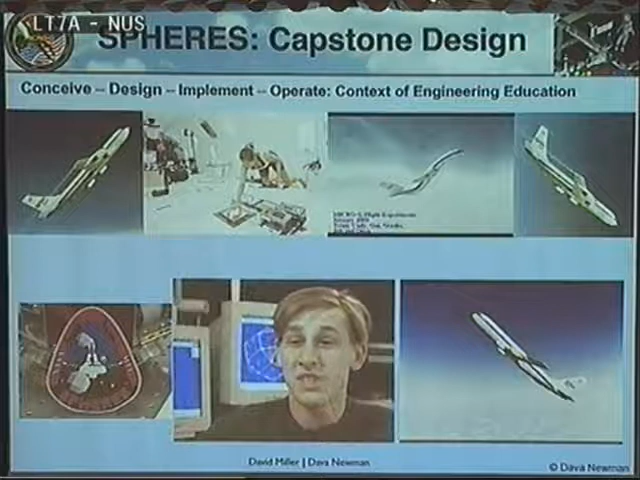 LT7A - NUS
SPHERES: Capstone Design
Conceive – Design – Implement – Operate: Context of Engineering Education
David Miller | Dava Newman
© Dava Newman